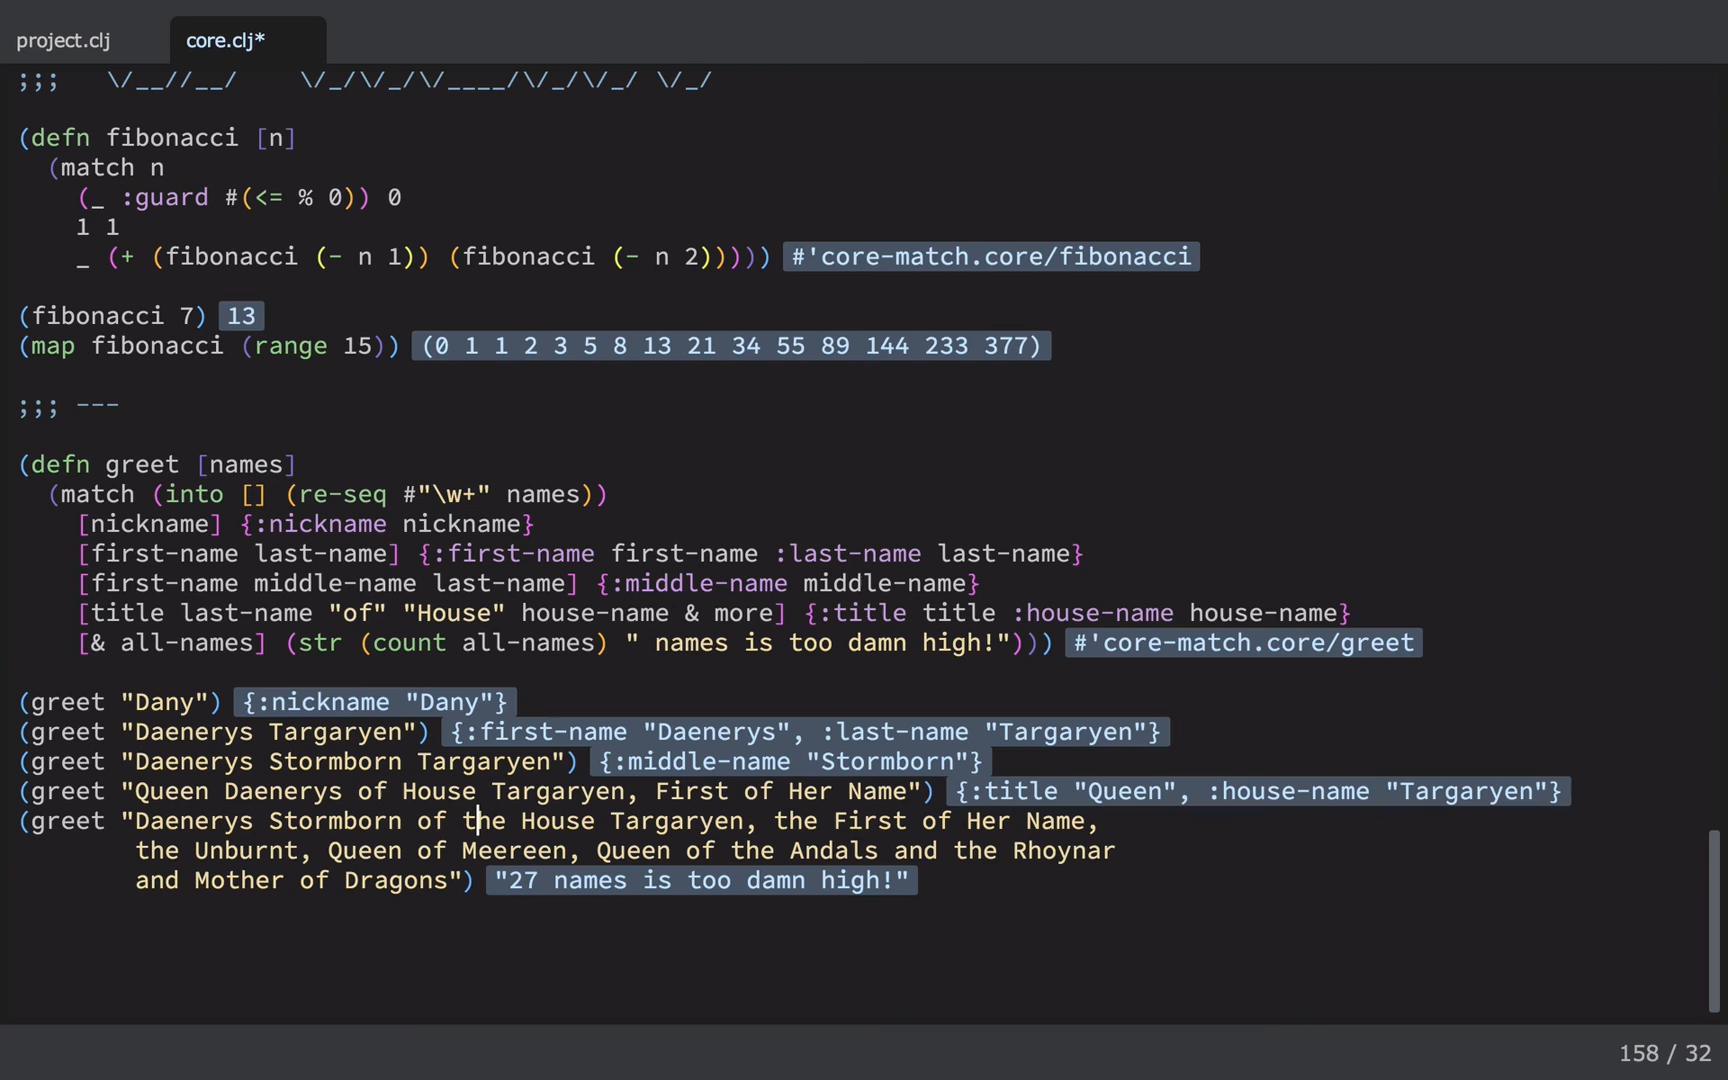 project.clj
core.clj*
;;;   \/__//__/    \/_/\/_/\/____/\/_/\/_/ \/_/
(defn fibonacci [n]
  (match n
    (_ :guard #(<= % 0)) 0
    1 1
    _ (+ (fibonacci (- n 1)) (fibonacci (- n 2))))) #'core-match.core/fibonacci
(fibonacci 7) 13
(map fibonacci (range 15)) (0 1 1 2 3 5 8 13 21 34 55 89 144 233 377)
;;; ---
(defn greet [names]
  (match (into [] (re-seq #"\w+" names))
    [nickname] {:nickname nickname}
    [first-name last-name] {:first-name first-name :last-name last-name}
    [first-name middle-name last-name] {:middle-name middle-name}
    [title last-name "of" "House" house-name & more] {:title title :house-name house-name}
    [& all-names] (str (count all-names) " names is too damn high!"))) #'core-match.core/greet
(greet "Dany") {:nickname "Dany"}
(greet "Daenerys Targaryen") {:first-name "Daenerys", :last-name "Targaryen"}
(greet "Daenerys Stormborn Targaryen") {:middle-name "Stormborn"}
(greet "Queen Daenerys of House Targaryen, First of Her Name") {:title "Queen", :house-name "Targaryen"}
(greet "Daenerys Stormborn of the House Targaryen, the First of Her Name,
        the Unburnt, Queen of Meereen, Queen of the Andals and the Rhoynar
        and Mother of Dragons") "27 names is too damn high!"
158 / 32